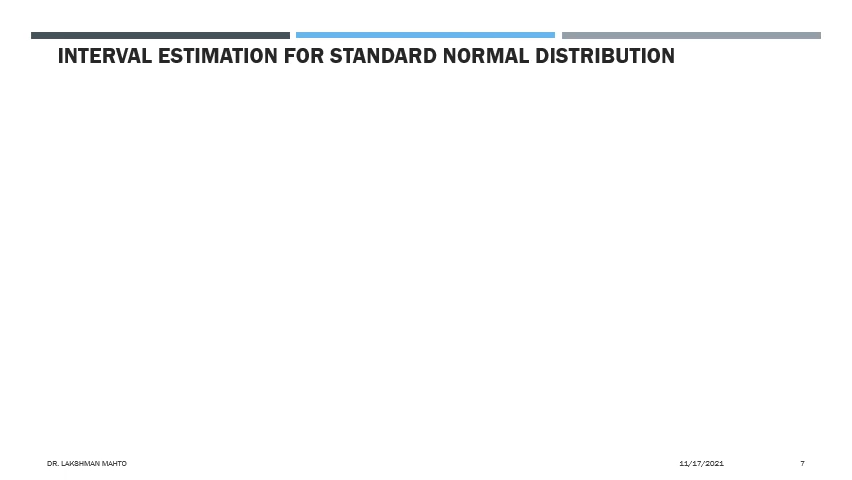 INTERVAL ESTIMATION FOR STANDARD NORMAL DISTRIBUTION
DR. LAKSHMAN MAHTO
11/17/2021
7